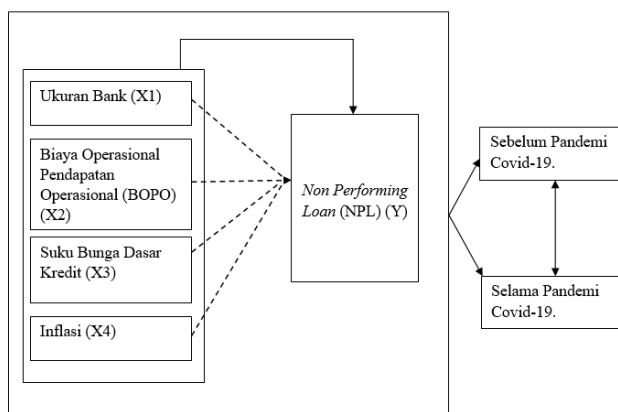 Ukuran Bank (X1)
Biaya Operasional
Pendapatan
Operasional (BOPO)
(X2)
Suku Bunga Dasar
Kredit (X3)
Inflasi (X4)
Non Performing
Loan (NPL) (Y)
Sebelum Pandemi
Covid-19.
Selama Pandemi
Covid-19.